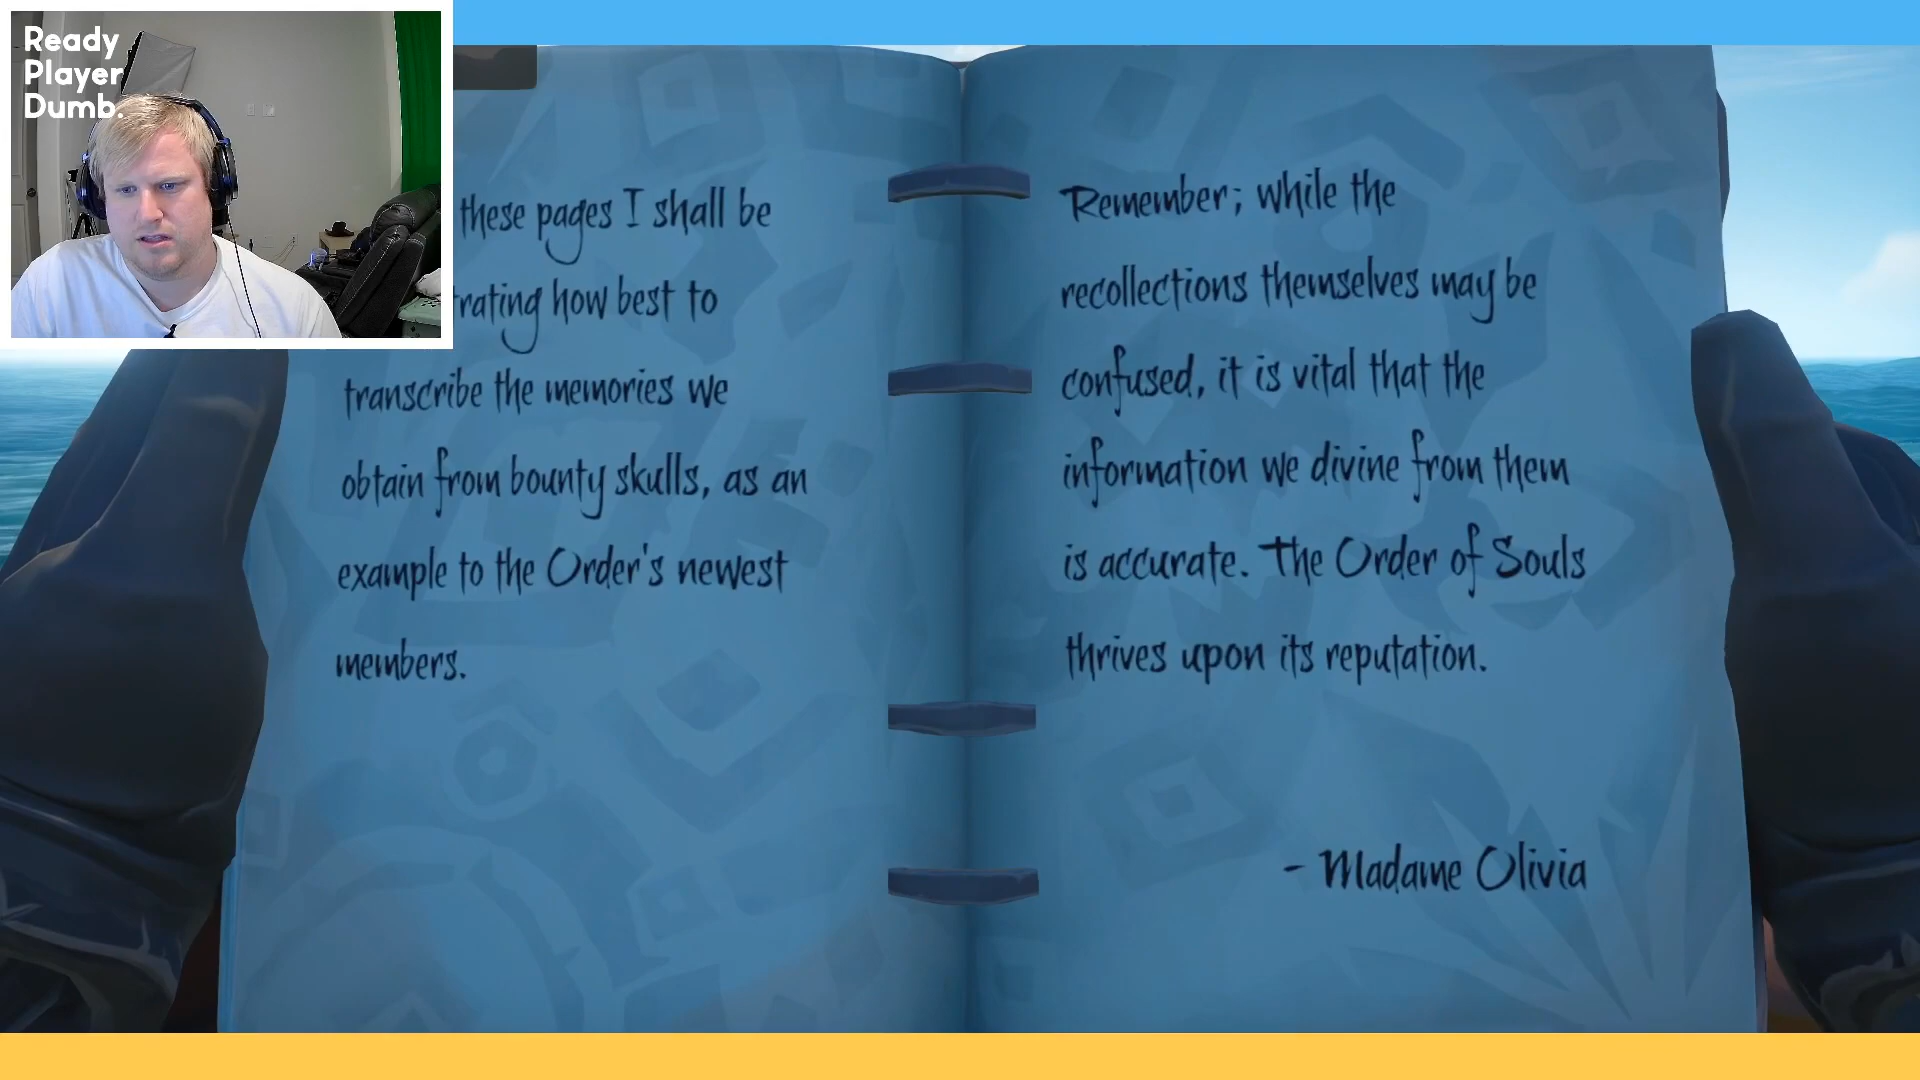 Ready
Player
Dumb.
these pages I shall be
rating how best to
transcribe the memories we
obtain from bounty skulls, as an
example to the Order's newest
members.
Remember; while the
recollections themselves may be
confused, it is vital that the
information we divine from them
is accurate. The Order of Souls
thrives upon its reputation.
- Madame Olivia